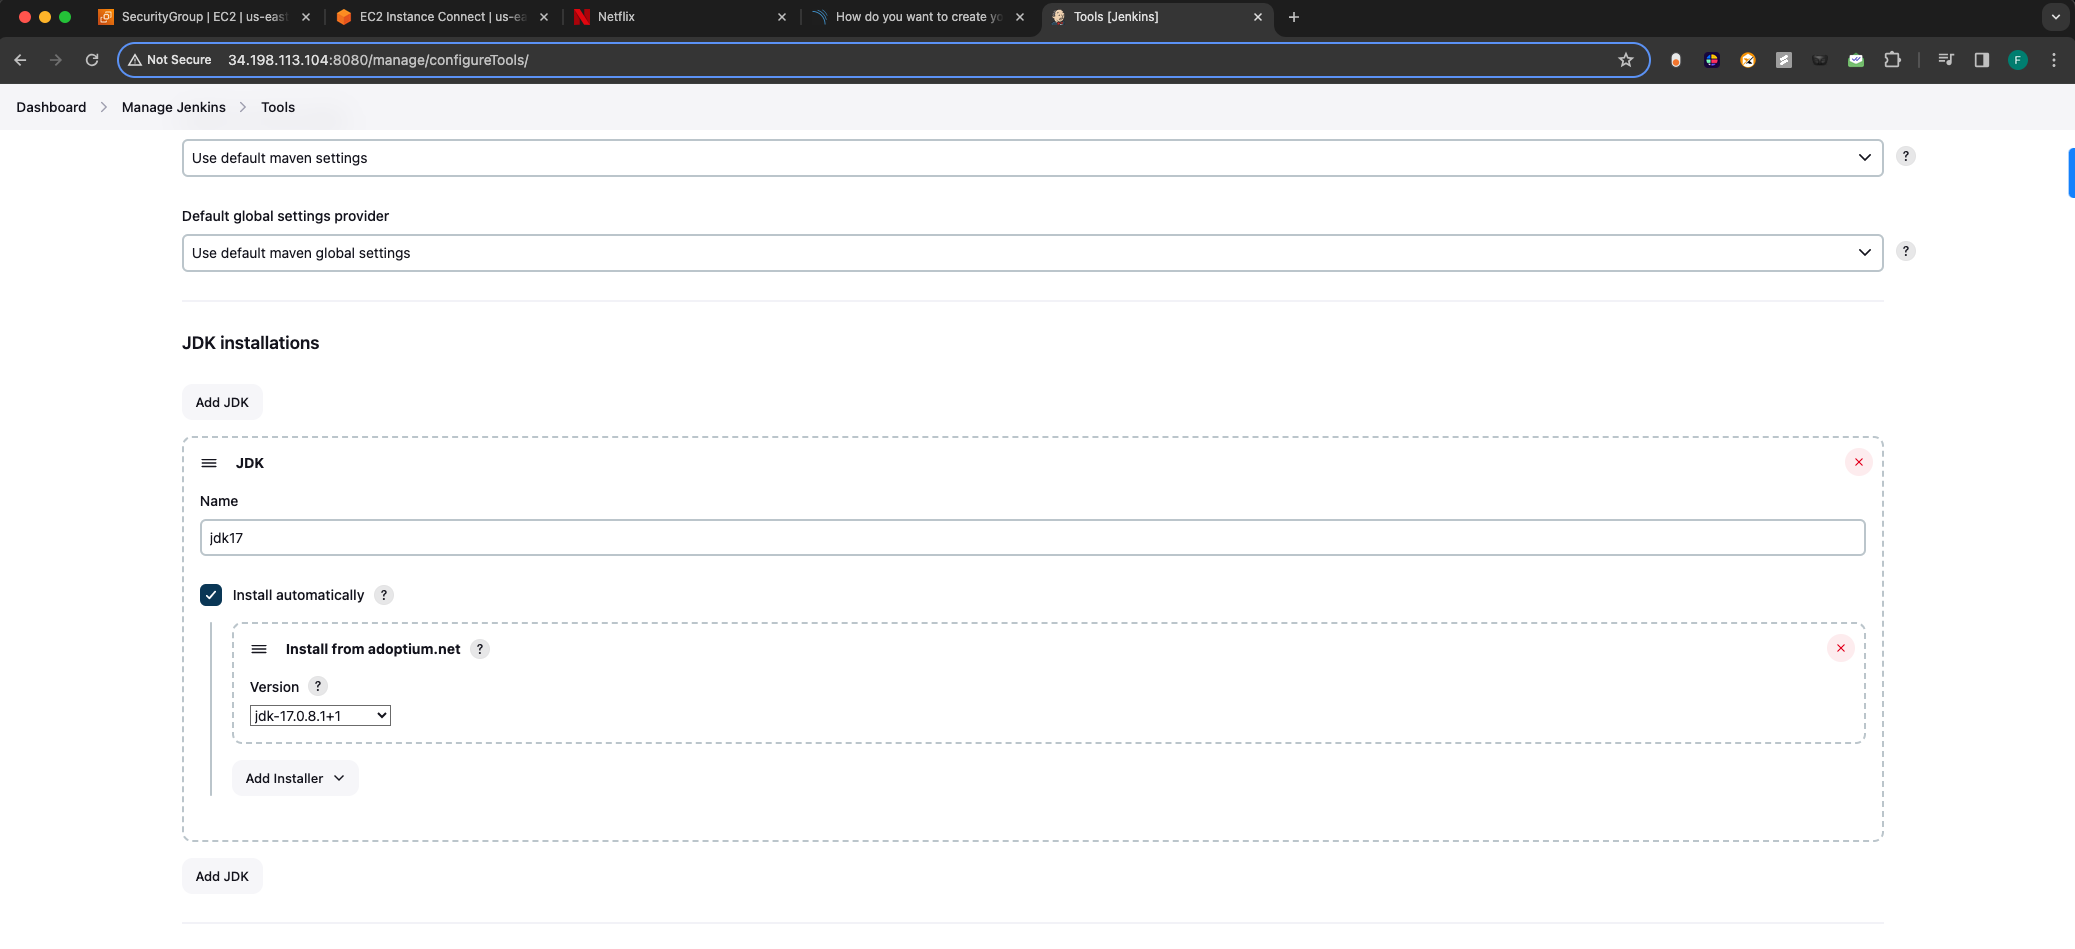 SecurityGroup | EC2 | us-east
EC2 Instance Connect | us-ea
Netflix
How do you want to create yo
Tools [Jenkins]
Not Secure
34.198.113.104:8080/manage/configureTools/
F
Dashboard
Manage Jenkins
Tools
Use default maven settings
?
Default global settings provider
Use default maven global settings
?
JDK installations
Add JDK
JDK
Name
jdk17
Install automatically
?
Install from adoptium.net
?
Version
?
jdk-17.0.8.1+1
Add Installer
Add JDK